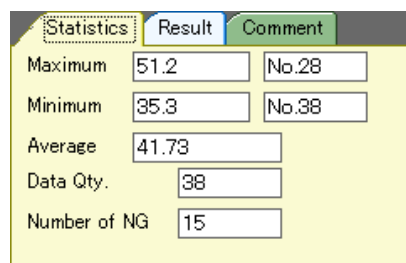 Statistics Result Comment
Maximum 51.2 No.28
Minimum 35.3 No.38
Average 41.73
Data Qty. 38
Number of NG 15